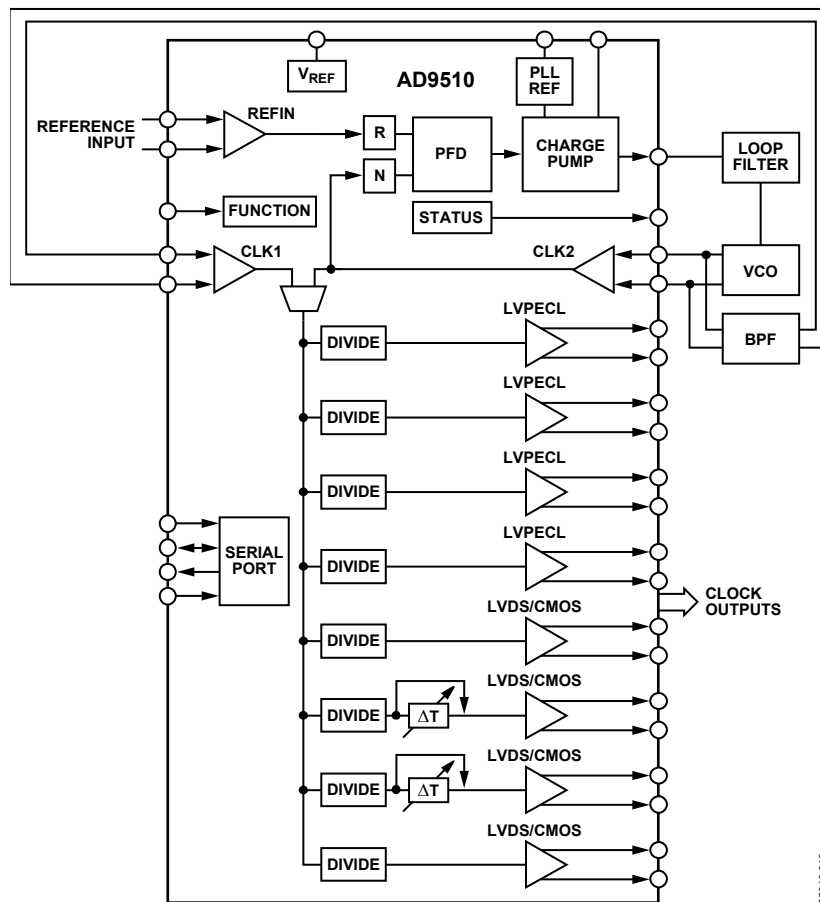 AD9510
VREF
PLL
REF
REFERENCE
INPUT
REFIN
R
N
PFD
CHARGE
PUMP
LOOP
FILTER
FUNCTION
STATUS
CLK1
CLK2
VCO
BPF
LVPECL
DIVIDE
LVPECL
DIVIDE
LVPECL
DIVIDE
LVPECL
DIVIDE
SERIAL
PORT
CLOCK
OUTPUTS
LVDS/CMOS
DIVIDE
LVDS/CMOS
DIVIDE
ΔT
LVDS/CMOS
DIVIDE
ΔT
LVDS/CMOS
DIVIDE